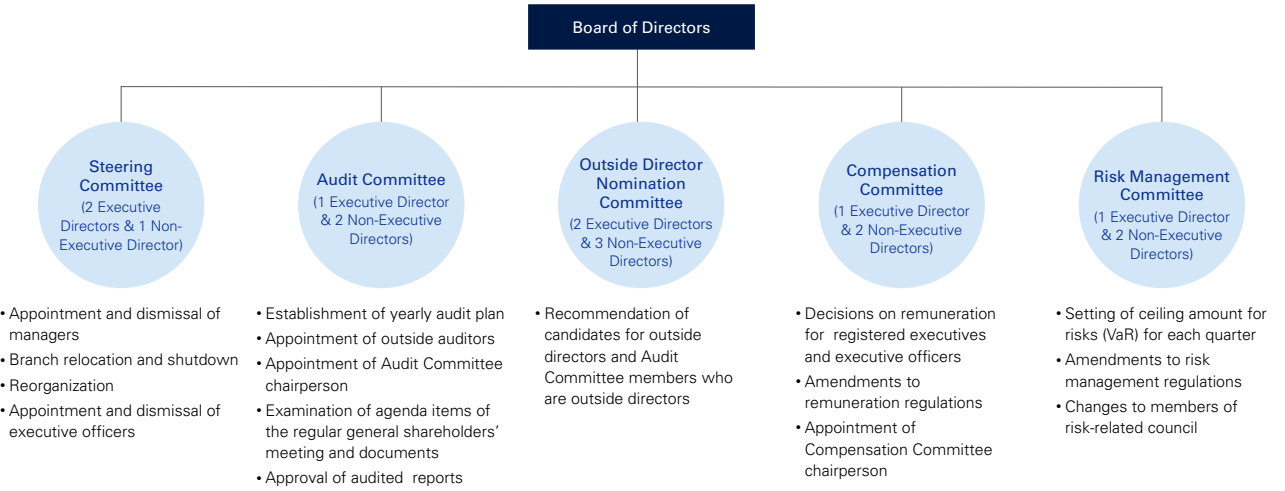 Board of Directors
Steering
Committee
(2 Executive
Directors & 1 Non-
Executive Director)
Audit Committee
(1 Executive Director
& 2 Non-Executive
Directors)
Outside Director
Nomination
Committee
(2 Executive Directors
& 3 Non-Executive
Directors)
Compensation
Committee
(1 Executive Director
& 2 Non-Executive
Directors)
Risk Management
Committee
(1 Executive Director
& 2 Non-Executive
Directors)
• Appointment and dismissal of
managers
• Branch relocation and shutdown
• Reorganization
• Appointment and dismissal of
executive officers
• Establishment of yearly audit plan
• Appointment of outside auditors
• Appointment of Audit Committee
chairperson
• Examination of agenda items of
the regular general shareholders’
meeting and documents
• Approval of audited reports
• Recommendation of
candidates for outside
directors and Audit
Committee members who
are outside directors
• Decisions on remuneration
for registered executives
and executive officers
• Amendments to
remuneration regulations
• Appointment of
Compensation Committee
chairperson
• Setting of ceiling amount for
risks (VaR) for each quarter
• Amendments to risk
management regulations
• Changes to members of
risk-related council